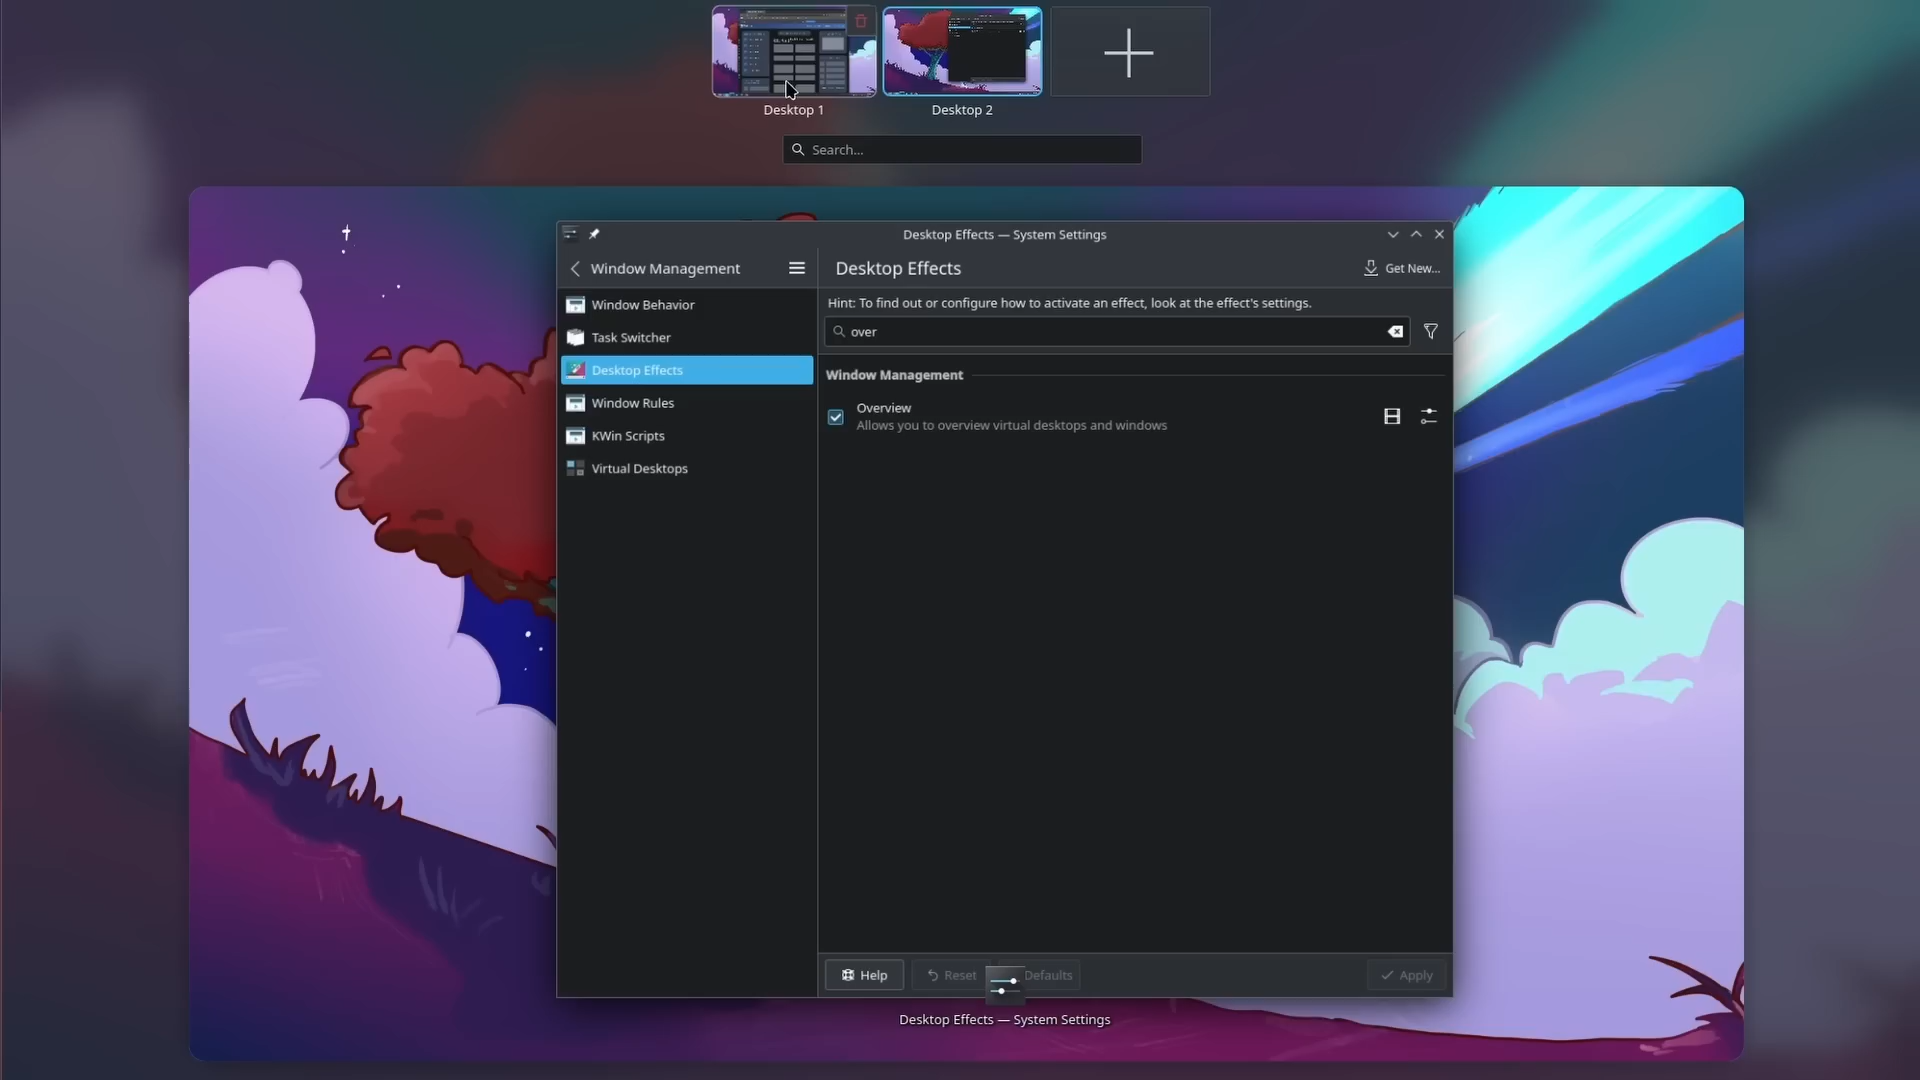 Desktop 1
Desktop 2
Search...
Desktop Effects — System Settings
Window Management
Desktop Effects
Get New...
Window Behavior
Hint: To find out or configure how to activate an effect, look at the effect's settings.
Task Switcher
over
Desktop Effects
Window Management
Window Rules
Overview
Allows you to overview virtual desktops and windows
KWin Scripts
Virtual Desktops
Help
Reset
Defaults
Apply
Desktop Effects — System Settings